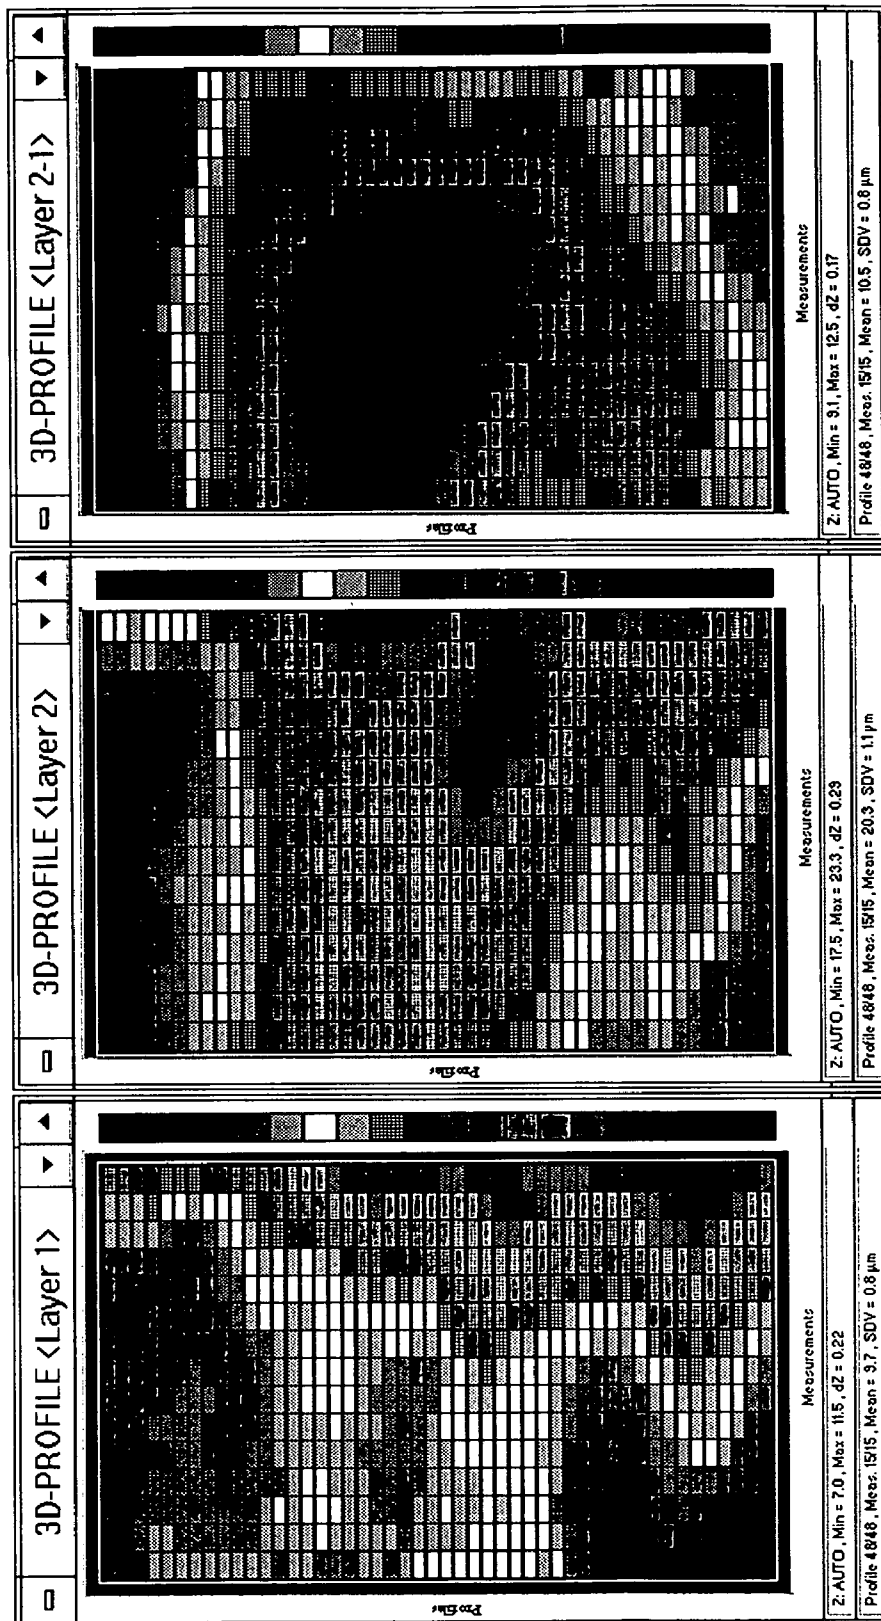 3D-PROFILE <Layer 1>
Profiles
Measurements
Z: AUTO, Min = 7.0, Max = 11.5, dZ = 0.22
Profile 48/48, Meas. 15/15, Mean = 9.7, SDV = 0.8 µm
3D-PROFILE <Layer 2>
Profiles
Measurements
Z: AUTO, Min = 17.5, Max = 23.3, dZ = 0.29
Profile 48/48, Meas. 15/15, Mean = 20.3, SDV = 1.1 µm
3D-PROFILE <Layer 2-1>
Profiles
Measurements
Z: AUTO, Min = 9.1, Max = 12.5, dZ = 0.17
Profile 48/48, Meas. 15/15, Mean = 10.5, SDV = 0.8 µm